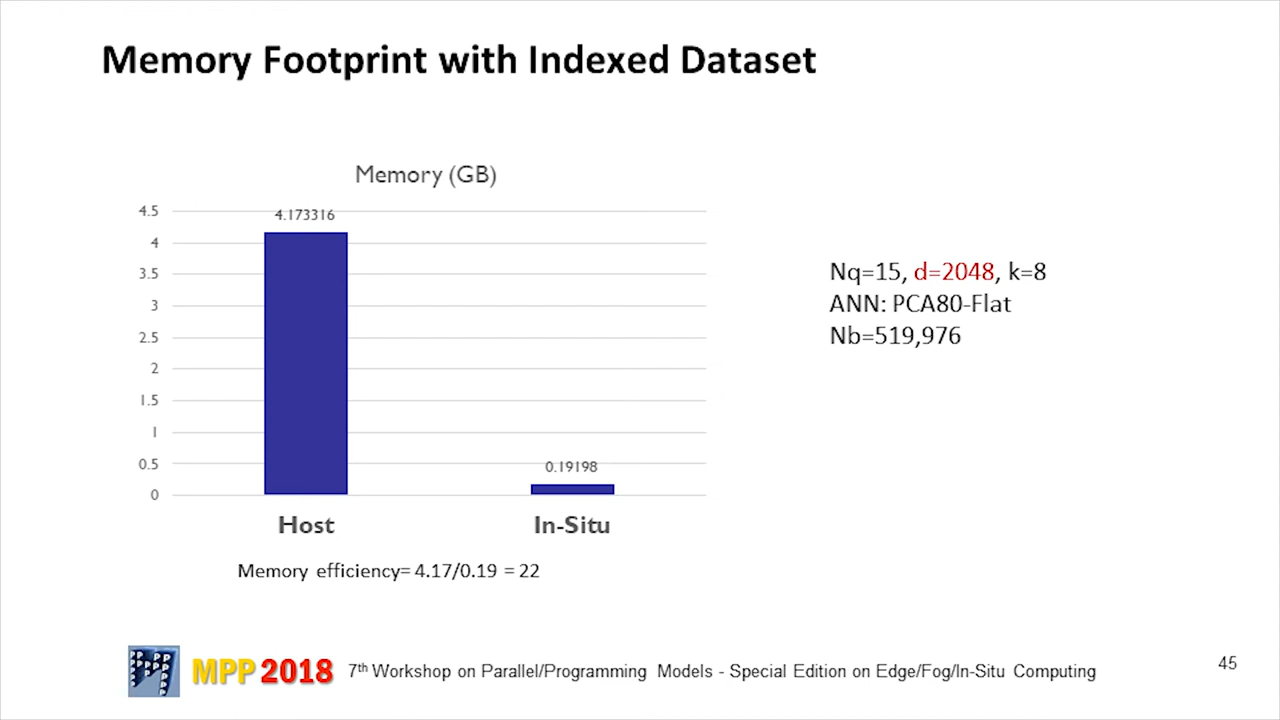 Memory Footprint with Indexed Dataset
Memory (GB)
4.5
4
3.5
3
2.5
2
1.5
1
0.5
0
4.173316
0.19198
Host
In-Situ
Memory efficiency= 4.17/0.19 = 22
Nq=15, d=2048, k=8
ANN: PCA80-Flat
Nb=519,976
MPP 2018
7th Workshop on Parallel/Programming Models - Special Edition on Edge/Fog/In-Situ Computing
45